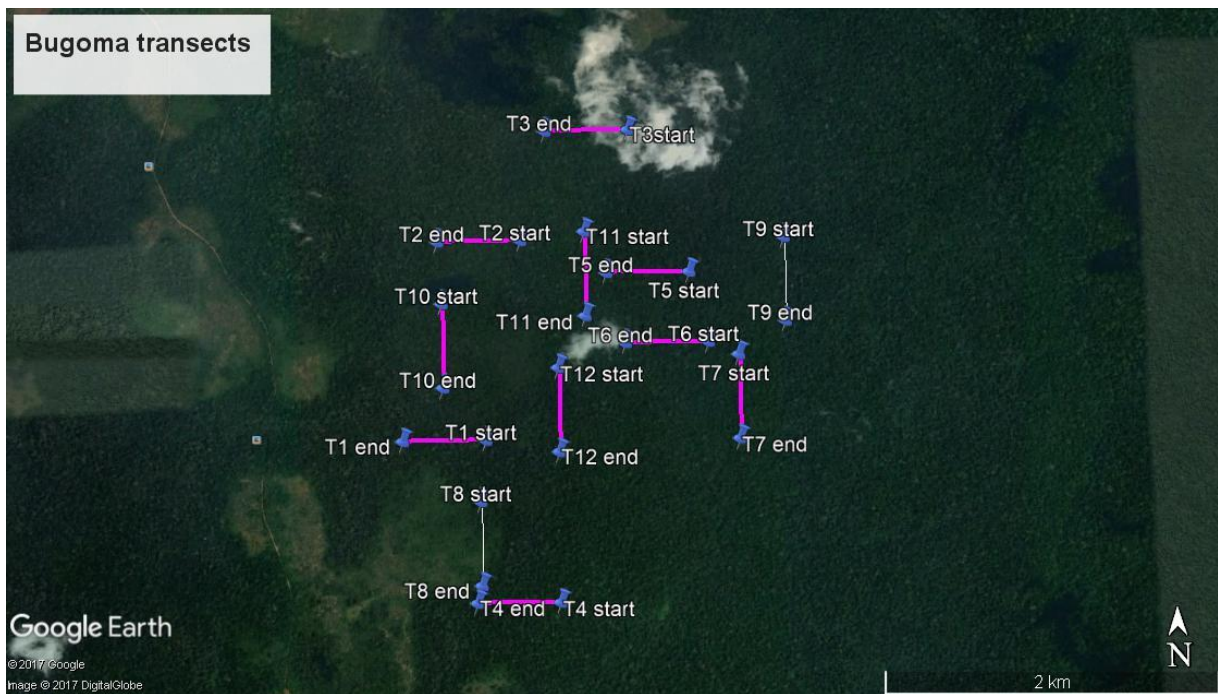 Bugoma transects
T3 end
T3start
T2 end
T2 start
T11 start
T9 start
T5 end
T5 start
T10 start
T11 end
T9 end
T6 end
T6 start
T10 end
T12 start
T7 start
T1 end
T1 start
T12 end
T7 end
T8 start
T8 end
T4 end
T4 start
Google Earth
© 2017 Google
Image © 2017 DigitalGlobe
2 km
N